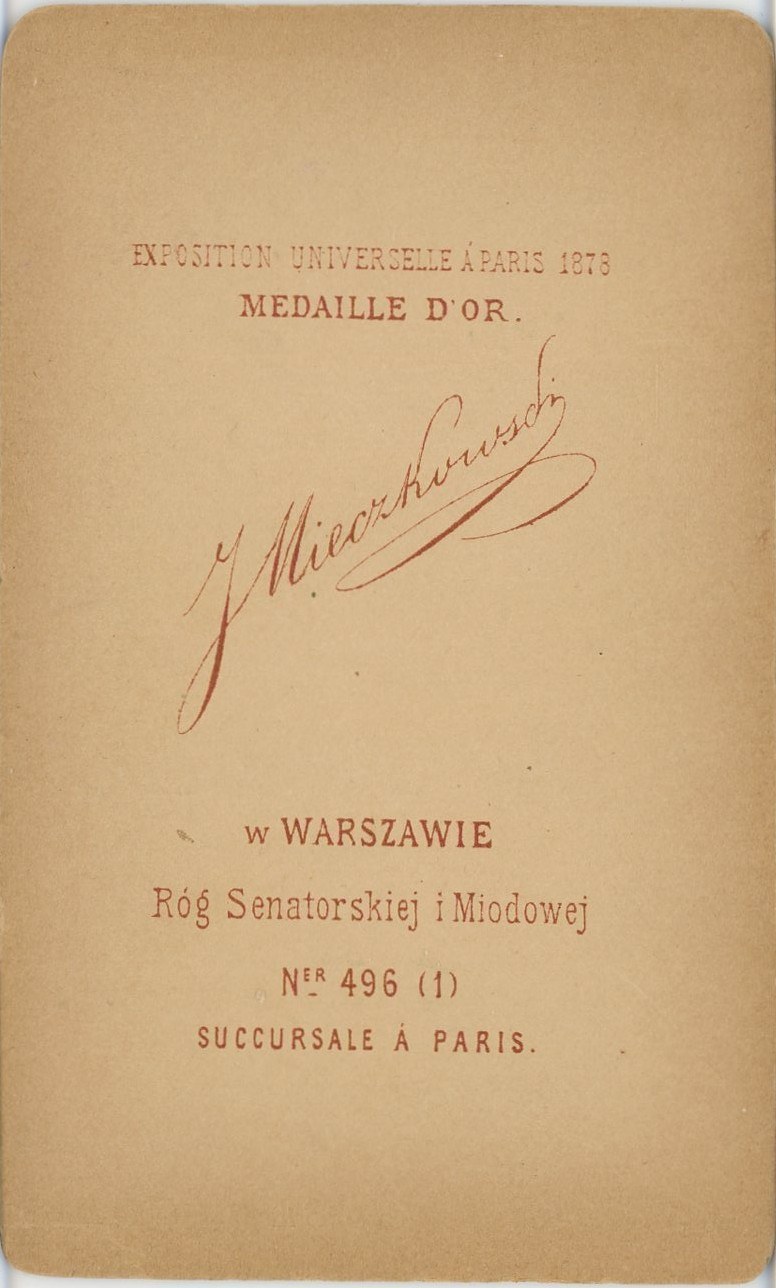 EXPOSITION UNIVERSELLE Á PARIS 1878
MEDAILLE D'OR.
J Mieczkowski
w WARSZAWIE
Róg Senatorskiej i Miodowej
NER 496 (1)
SUCCURSALE Á PARIS.